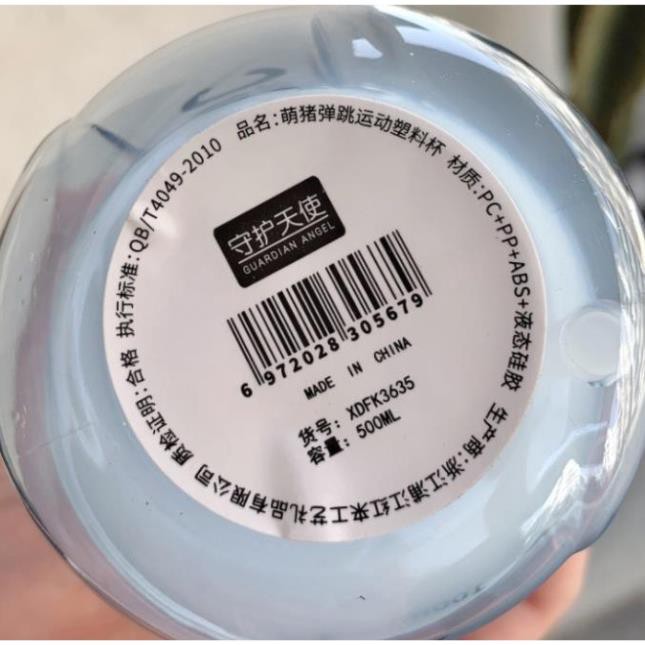 品名:萌猪弹跳运动塑料杯
材质:PC+PP+ABS+液态硅胶
生产商:浙江浦江红来工艺礼品有限公司
质检证明:合格
执行标准:QB/T4049-2010
守护天使
GUARDIAN ANGEL
6 972028 305679
MADE IN CHINA
货号: XDFK3635
容量: 500ML